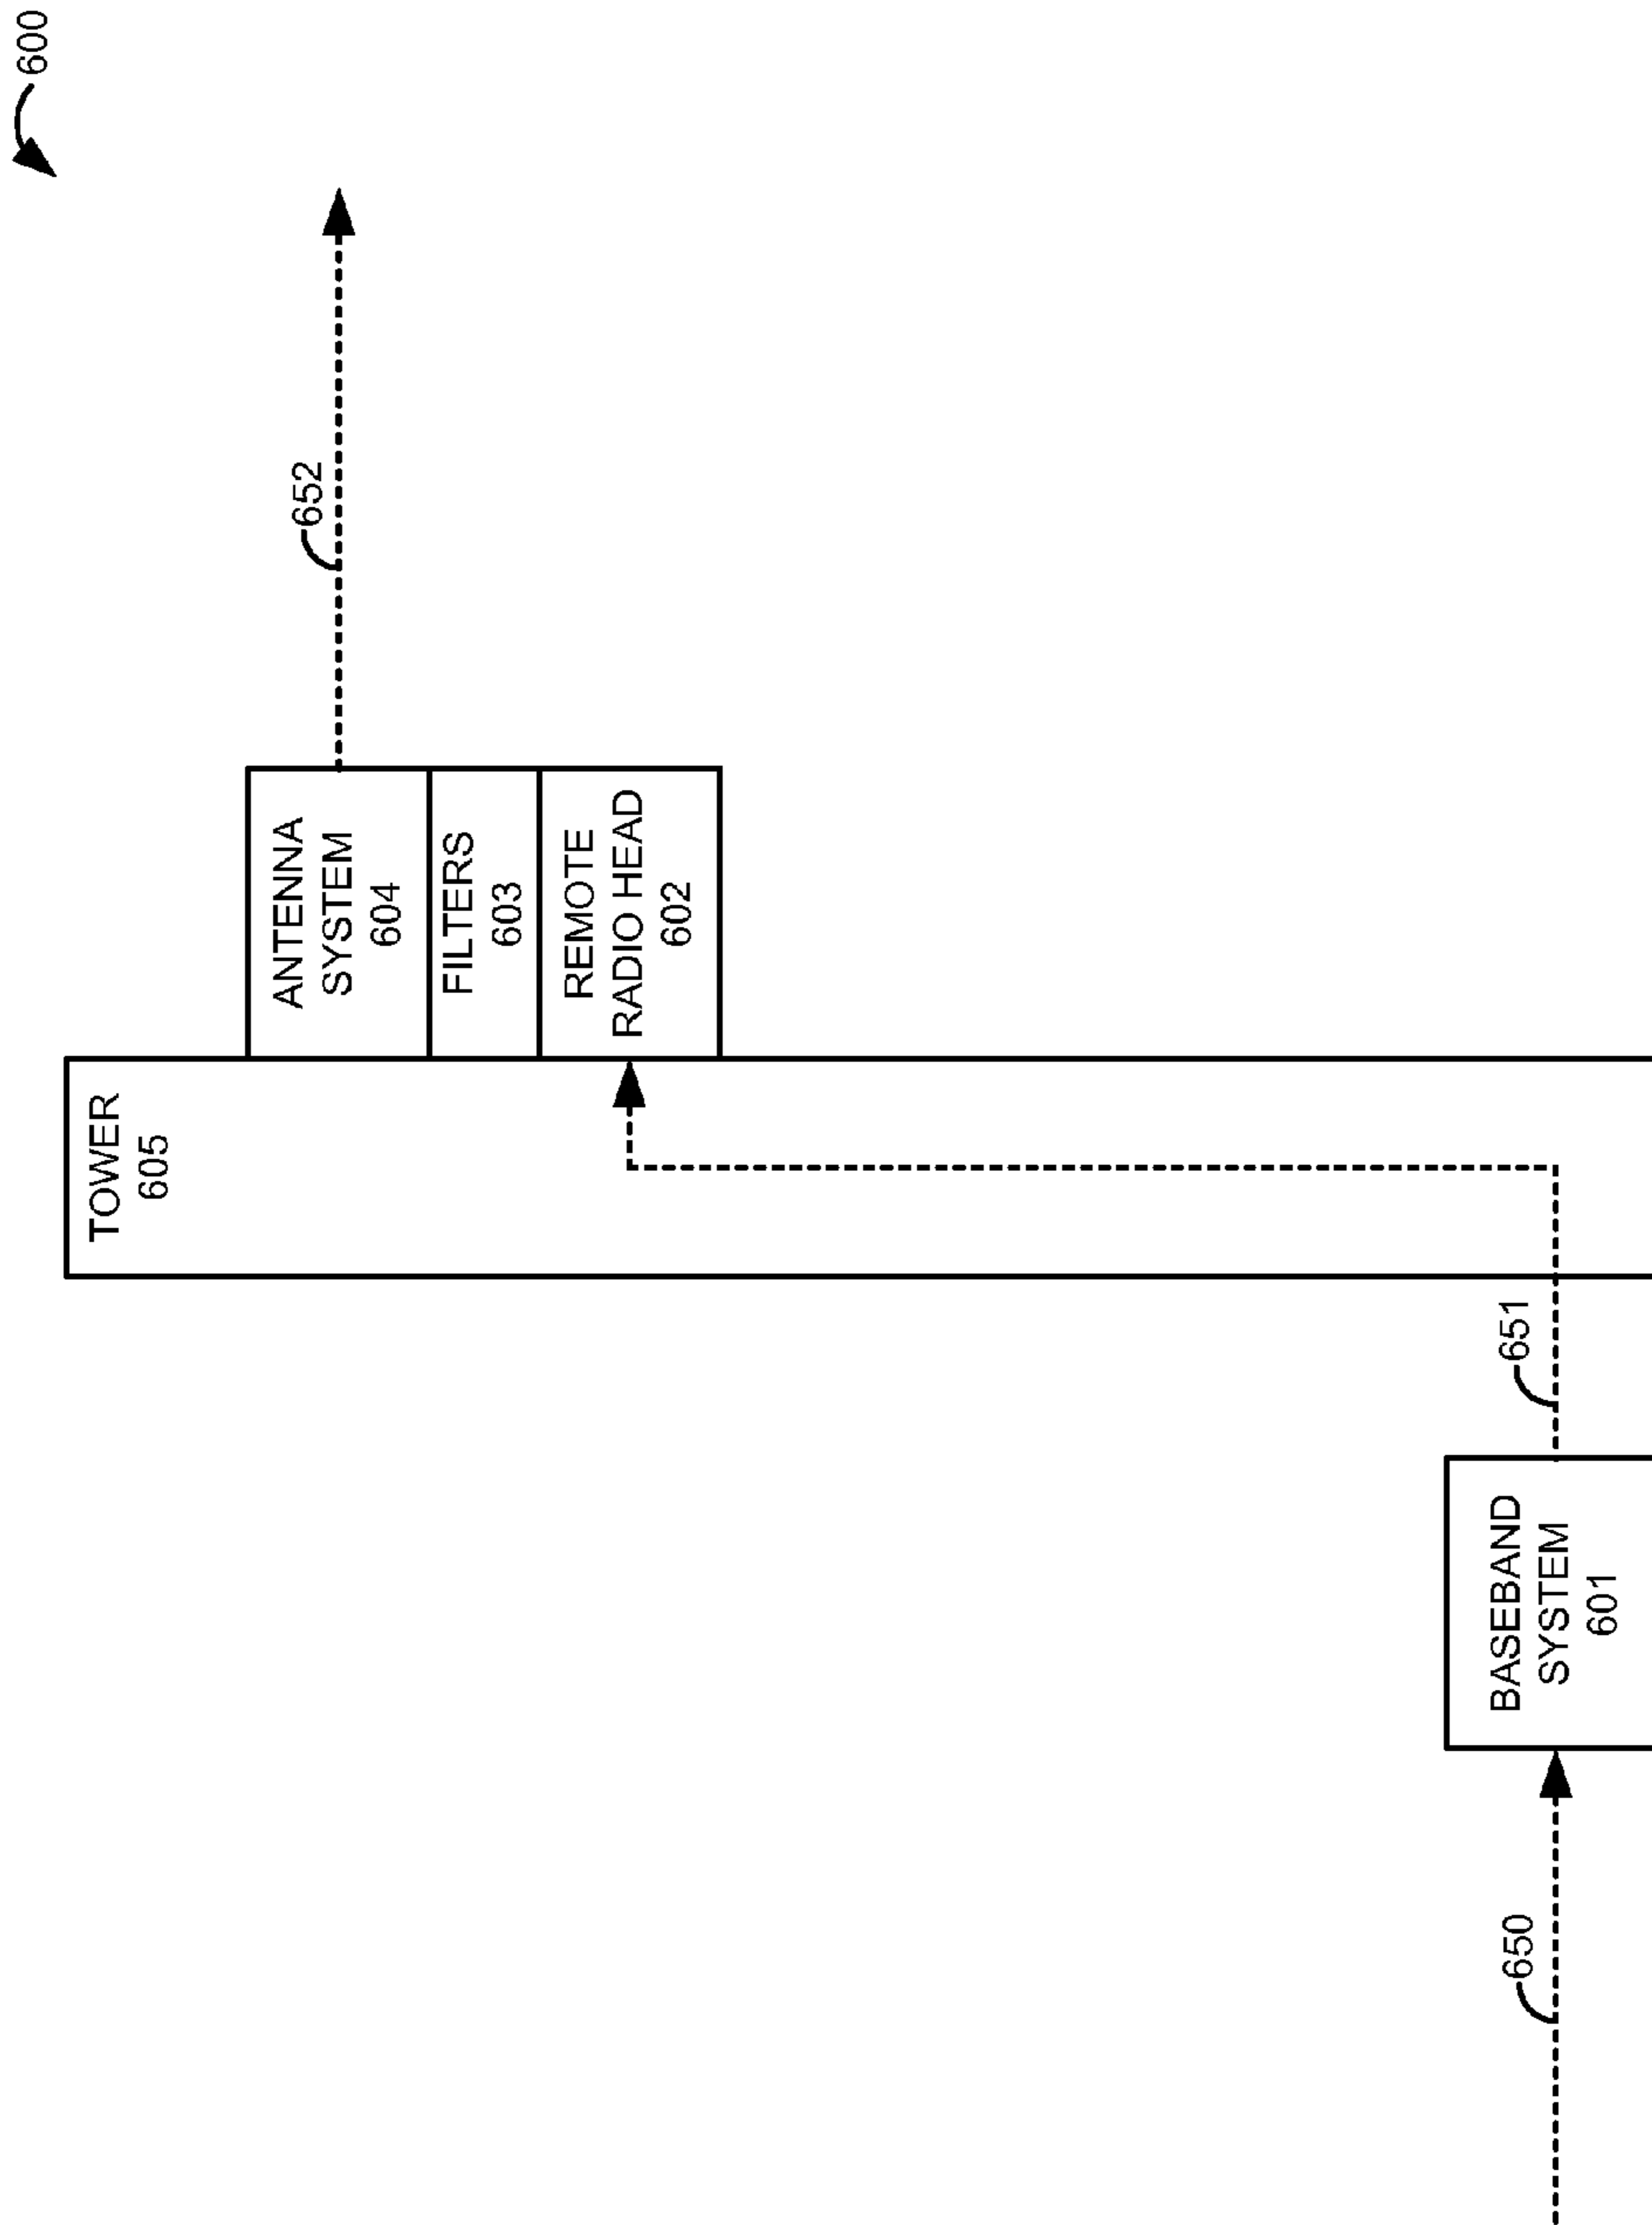 600
TOWER
605
652
ANTENNA
SYSTEM
604
FILTERS
603
REMOTE
RADIO HEAD
602
650
BASEBAND
SYSTEM
601
651